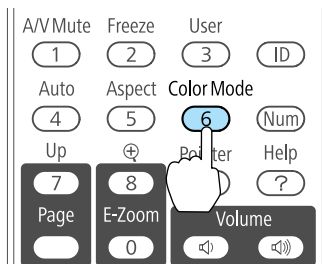 A/V Mute Freeze User
1 2 3 ID
Auto Aspect Color Mode
4 5 6 Num
Up Pointer Help
7 8 ?
Page E-Zoom Volume
0